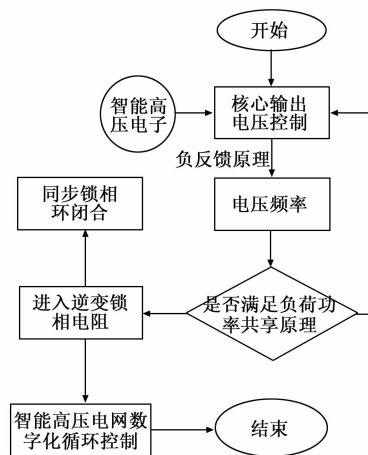 开始
智能高
压电子
核心输出
电压控制
负反馈原理
同步锁相
环闭合
电压频率
进入逆变锁
相电阻
是否满足负荷功
率共享原理
智能高压电网数
字化循环控制
结束